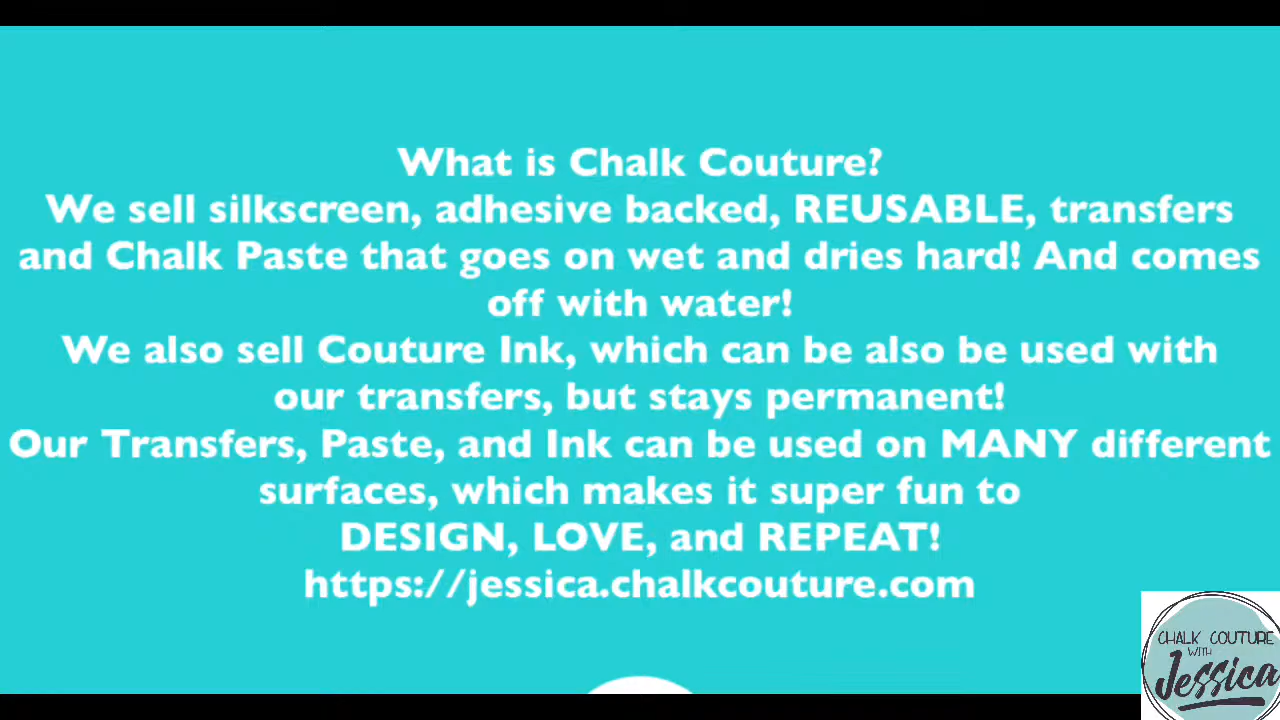 What is Chalk Couture?
We sell silkscreen, adhesive backed, REUSABLE, transfers
and Chalk Paste that goes on wet and dries hard! And comes
off with water!
We also sell Couture Ink, which can be also be used with
our transfers, but stays permanent!
Our Transfers, Paste, and Ink can be used on MANY different
surfaces, which makes it super fun to
DESIGN, LOVE, and REPEAT!
https://jessica.chalkcouture.com
CHALK COUTURE
WITH
Jessica